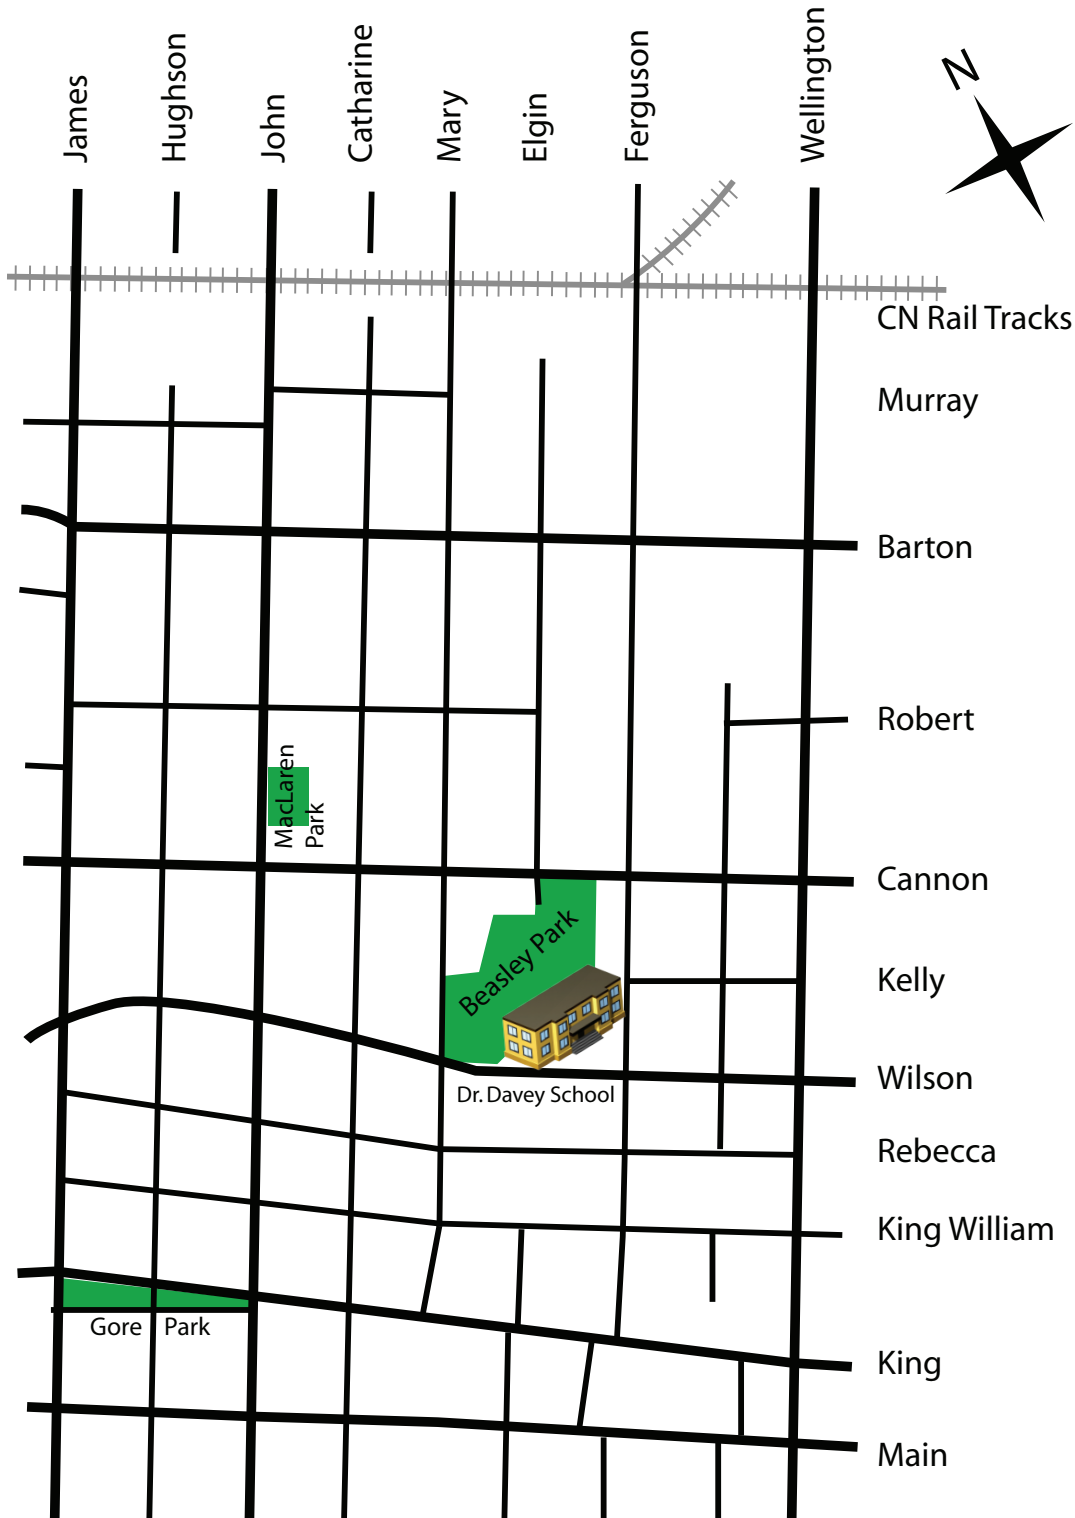 James
Hughson
John
Catharine
Mary
Elgin
Ferguson
Wellington
N
CN Rail Tracks
Murray
Barton
Robert
MacLaren
Park
Cannon
Beasley Park
Kelly
Wilson
Dr. Davey School
Rebecca
King William
Gore Park
King
Main